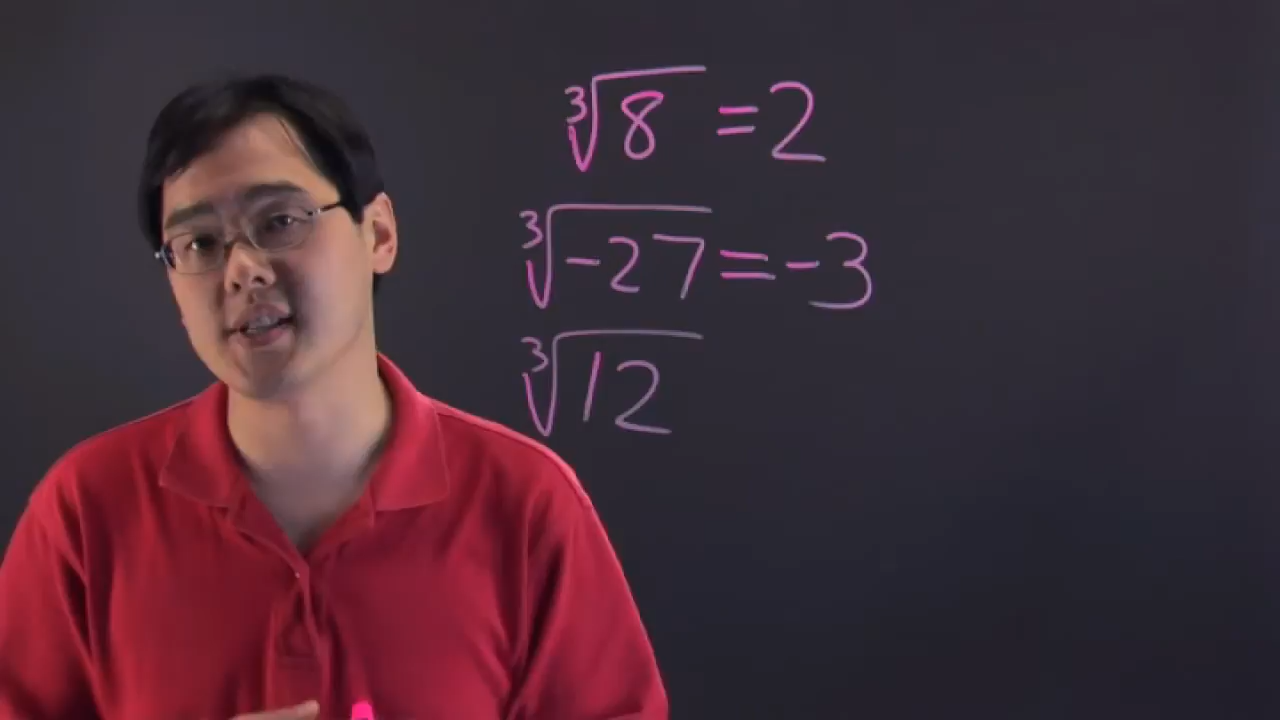 ∛8 = 2
∛-27 = -3
∛12